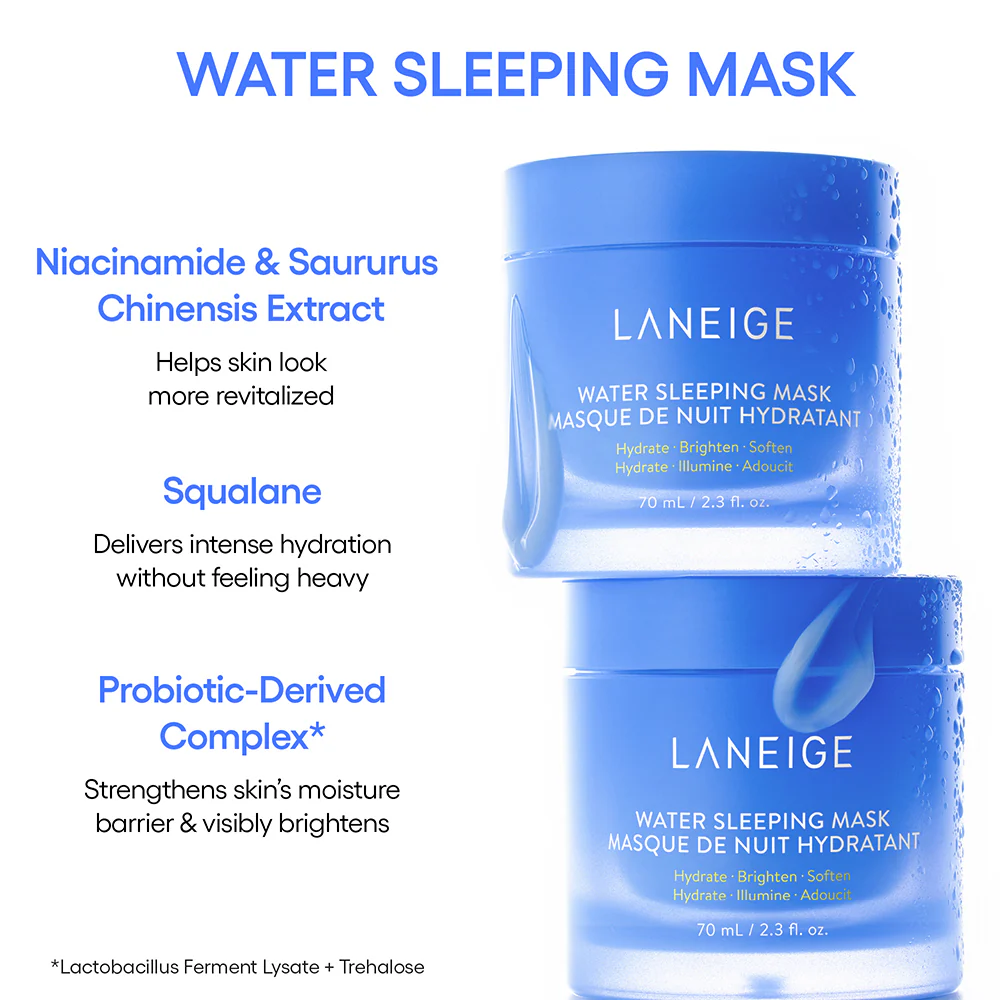 WATER SLEEPING MASK
Niacinamide & Saururus
Chinensis Extract
Helps skin look
more revitalized
Squalane
Delivers intense hydration
without feeling heavy
Probiotic-Derived
Complex*
Strengthens skin's moisture
barrier & visibly brightens
*Lactobacillus Ferment Lysate + Trehalose
LANEIGE
WATER SLEEPING MASK
MASQUE DE NUIT HYDRATANT
Hydrate · Brighten · Soften
Hydrate · Illumine · Adoucit
70 mL / 2.3 fl. oz.
LANEIGE
WATER SLEEPING MASK
MASQUE DE NUIT HYDRATANT
Hydrate · Brighten · Soften
Hydrate · Illumine · Adoucit
70 mL / 2.3 fl. oz.